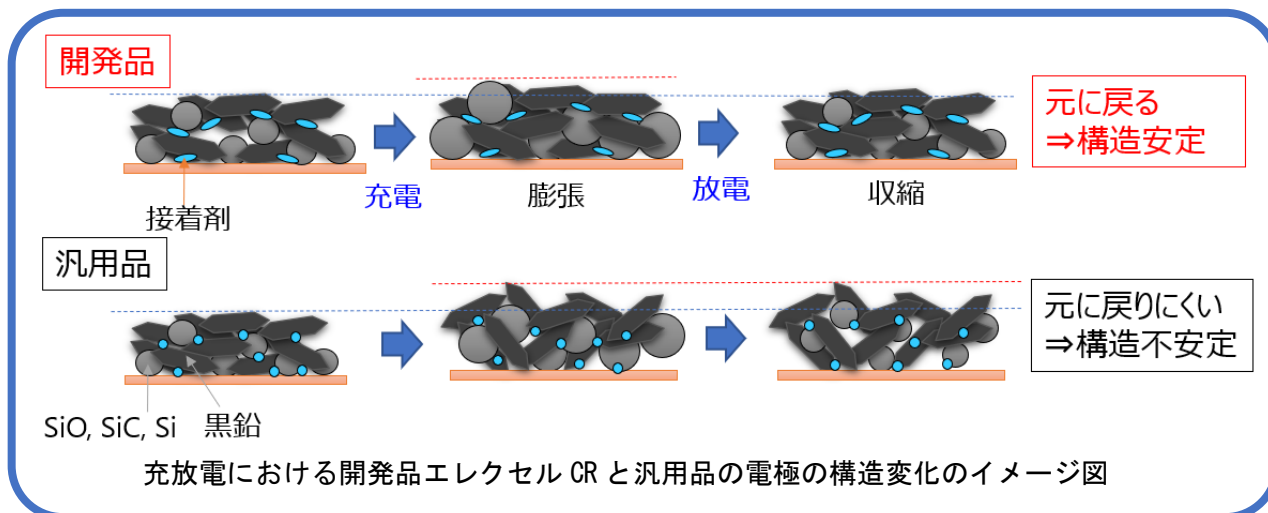 開発品
元に戻る
⇒構造安定
接着剤
充電
膨張
放電
収縮
汎用品
元に戻りにくい
⇒構造不安定
SiO, SiC, Si
黒鉛
充放電における開発品エレクセル CR と汎用品の電極の構造変化のイメージ図